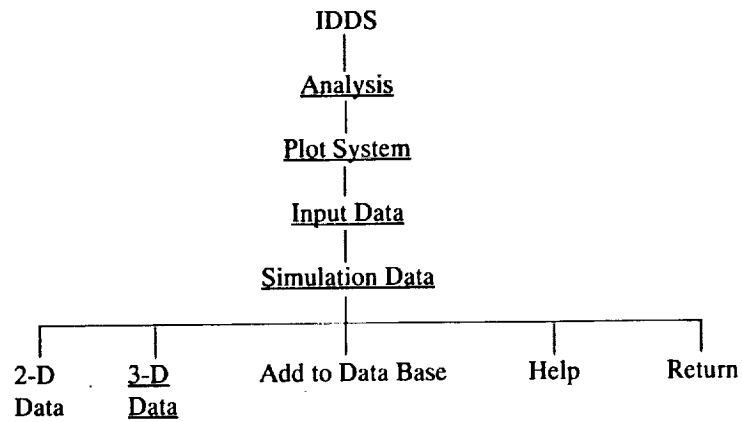 IDDS
Analysis
Plot System
Input Data
Simulation Data
2-D 3-D Add to Data Base Help Return
Data Data